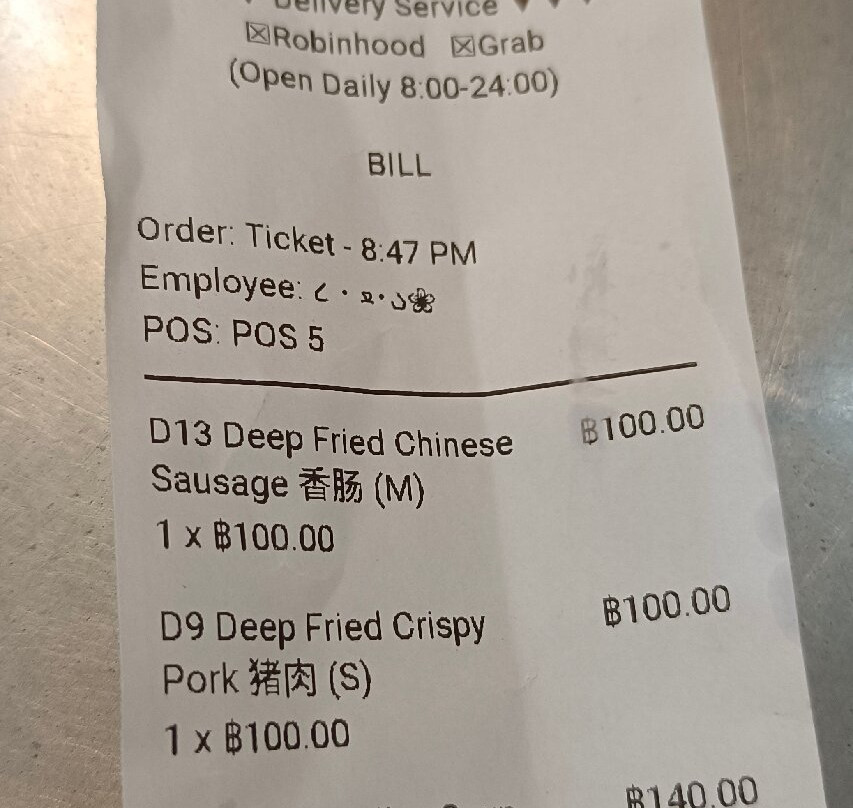 Delivery Service
☒Robinhood ☒Grab
(Open Daily 8:00-24:00)
BILL
Order: Ticket - 8:47 PM
Employee:
POS: POS 5
D13 Deep Fried Chinese ฿100.00
Sausage 香肠 (M)
1 x ฿100.00
D9 Deep Fried Crispy ฿100.00
Pork 猪肉 (S)
1 x ฿100.00
฿140.00